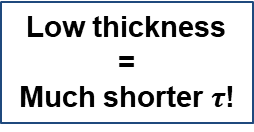 Low thickness
=
Much shorter 𝝉!